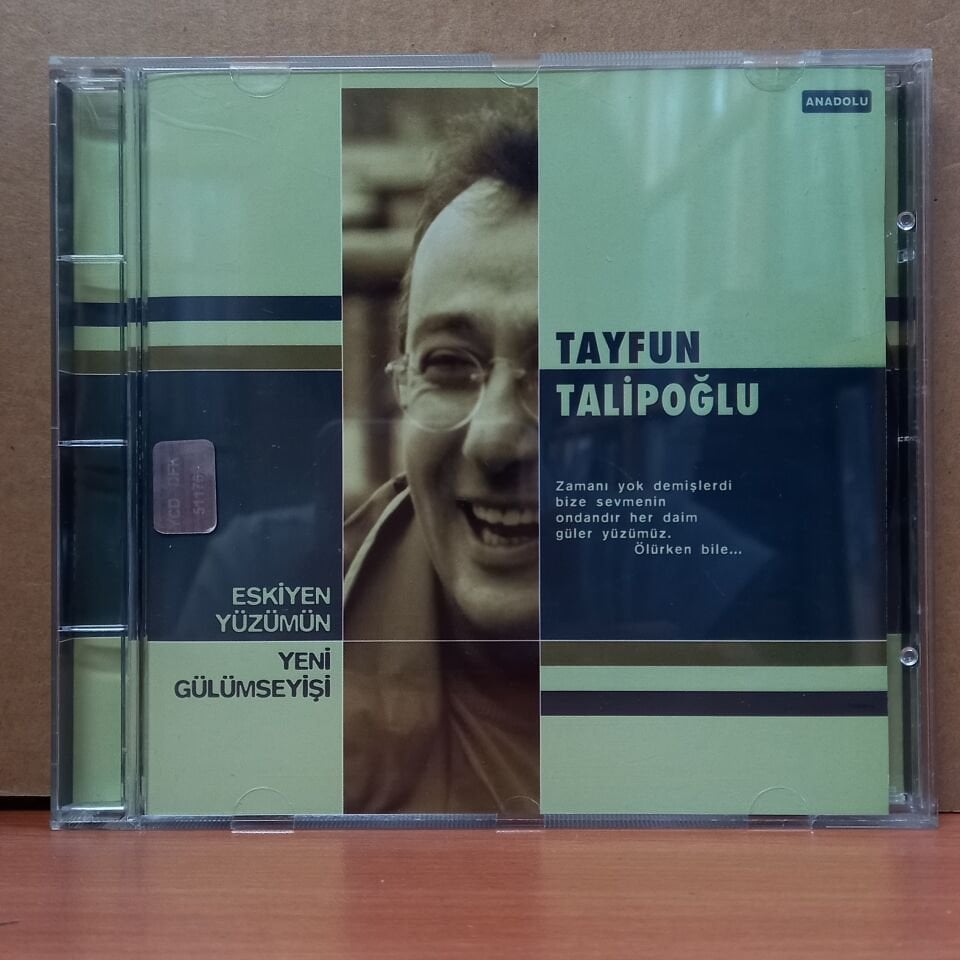 ANADOLU
TAYFUN
TALİPOĞLU
Zamanı yok demişlerdi
bize sevmenin
ondandır her daim
güler yüzümüz.
Ölürken bile...
ESKİYEN
YÜZÜMÜN
YENİ
GÜLÜMSEYİŞİ